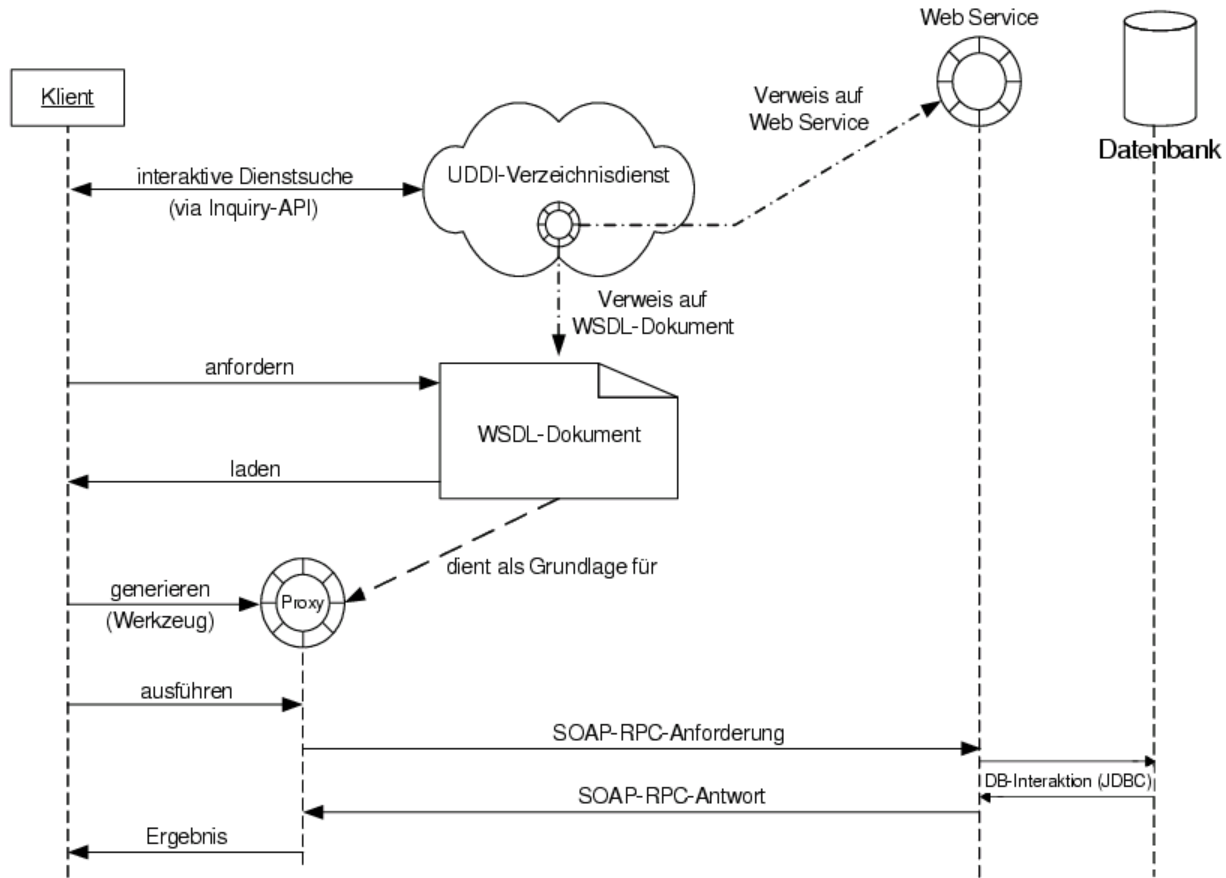 Web Service
Klient
Verweis auf
Web Service
Datenbank
interaktive Dienstsuche
(via Inquiry-API)
UDDI-Verzeichnisdienst
Verweis auf
WSDL-Dokument
anfordern
WSDL-Dokument
laden
dient als Grundlage für
generieren
(Werkzeug)
Proxy
ausführen
SOAP-RPC-Anforderung
DB-Interaktion (JDBC)
SOAP-RPC-Antwort
Ergebnis